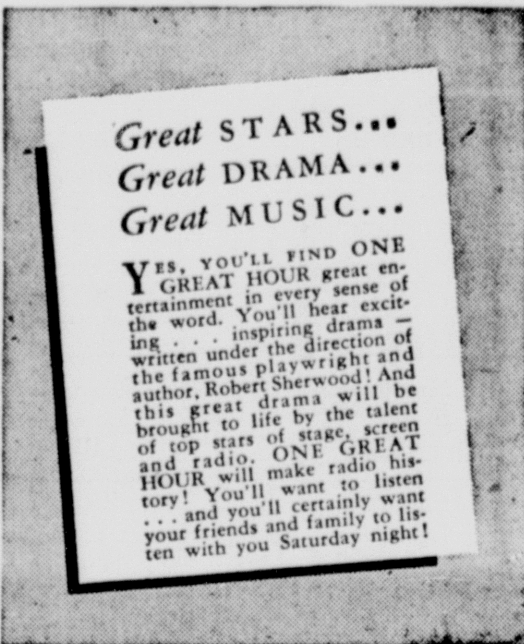 Great STARS...
Great DRAMA...
Great MUSIC...
YES, YOU'LL FIND ONE
GREAT HOUR great en-
tertainment in every sense of
the word. You'll hear excit-
ing . . . inspiring drama —
written under the direction of
the famous playwright and
author, Robert Sherwood! And
this great drama will be
brought to life by the talent
of top stars of stage, screen
and radio. ONE GREAT
HOUR will make radio his-
tory! You'll want to listen
. . . and you'll certainly want
your friends and family to lis-
ten with you Saturday night!